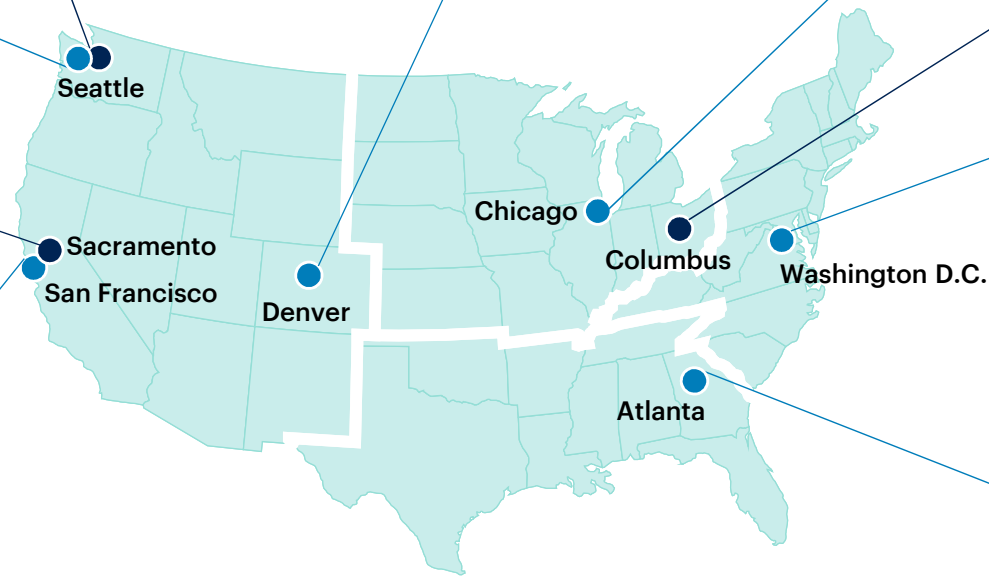 Seattle
Chicago
Sacramento
Columbus
Washington D.C.
San Francisco
Denver
Atlanta